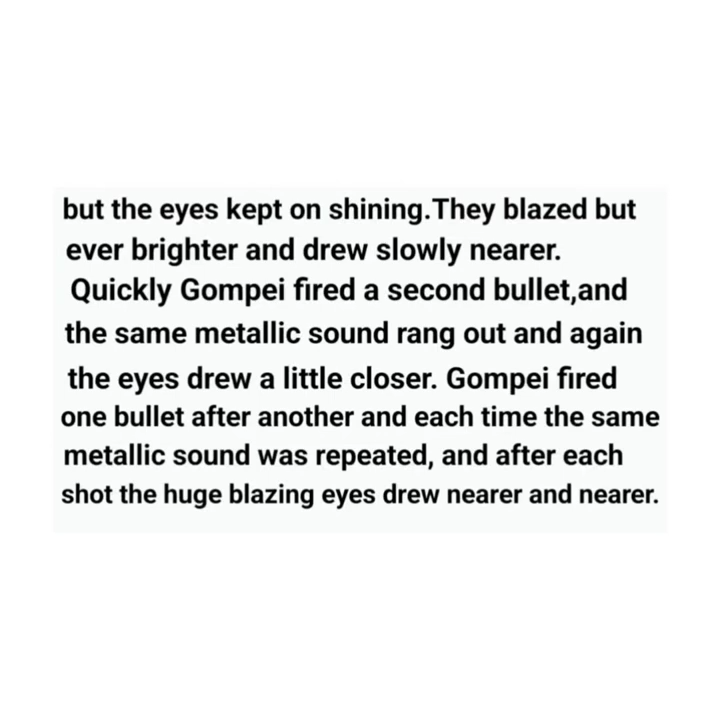 but the eyes kept on shining.They blazed but
ever brighter and drew slowly nearer.
Quickly Gompei fired a second bullet,and
the same metallic sound rang out and again
the eyes drew a little closer. Gompei fired
one bullet after another and each time the same
metallic sound was repeated, and after each
shot the huge blazing eyes drew nearer and nearer.